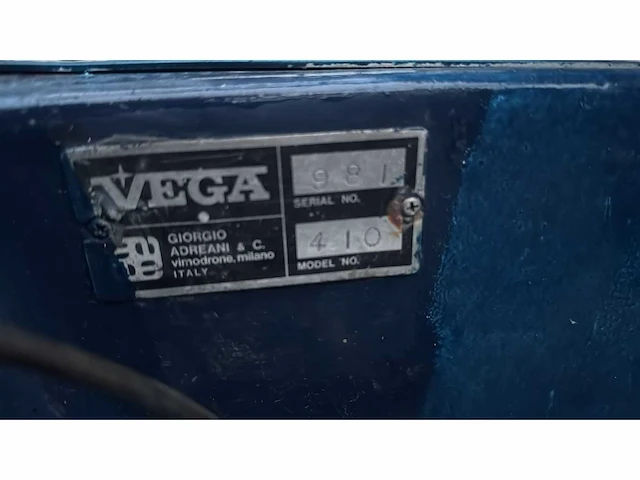 VEGA
GIORGIO
ADREANI & C.
vimodrone, milano
ITALY
981
SERIAL NO.
410
MODEL NO.